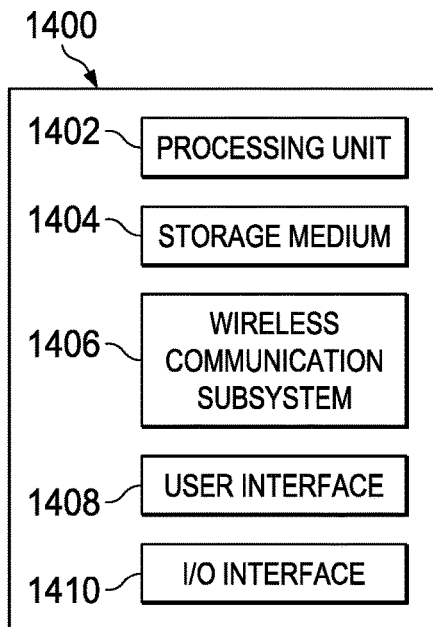 1400
1402
PROCESSING UNIT
1404
STORAGE MEDIUM
1406
WIRELESS
COMMUNICATION
SUBSYSTEM
1408
USER INTERFACE
1410
I/O INTERFACE